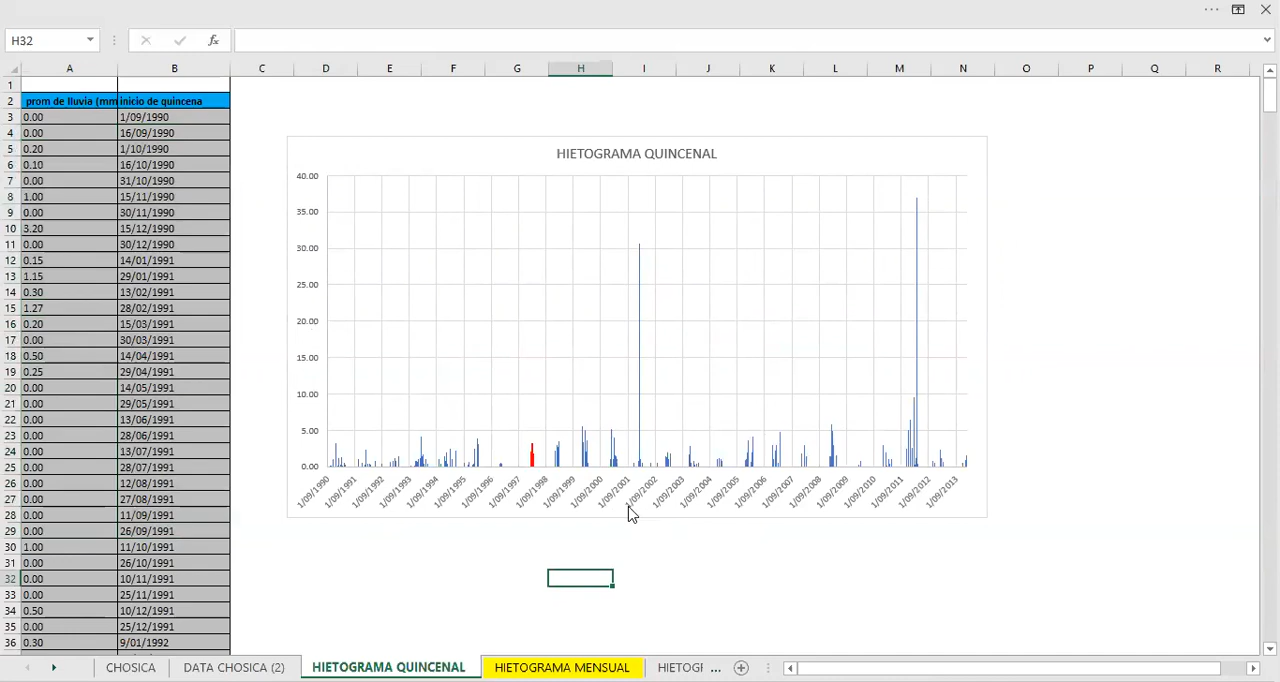 H32
fx
A B C D E F G H I J K L M N O P Q R
1
2 prom de lluvia (mm inicio de quincena
3 0.00 1/09/1990
4 0.00 16/09/1990
5 0.20 1/10/1990
6 0.10 16/10/1990
7 0.00 31/10/1990
8 1.00 15/11/1990
9 0.00 30/11/1990
10 3.20 15/12/1990
11 0.00 30/12/1990
12 0.15 14/01/1991
13 1.15 29/01/1991
14 0.30 13/02/1991
15 1.27 28/02/1991
16 0.20 15/03/1991
17 0.00 30/03/1991
18 0.50 14/04/1991
19 0.25 29/04/1991
20 0.00 14/05/1991
21 0.00 29/05/1991
22 0.00 13/06/1991
23 0.00 28/06/1991
24 0.00 13/07/1991
25 0.00 28/07/1991
26 0.00 12/08/1991
27 0.00 27/08/1991
28 0.00 11/09/1991
29 0.00 26/09/1991
30 1.00 11/10/1991
31 0.00 26/10/1991
32 0.00 10/11/1991
33 0.00 25/11/1991
34 0.50 10/12/1991
35 0.00 25/12/1991
36 0.30 9/01/1992
HIETOGRAMA QUINCENAL
40.00
35.00
30.00
25.00
20.00
15.00
10.00
5.00
0.00
1/09/1990 1/09/1991 1/09/1992 1/09/1993 1/09/1994 1/09/1995 1/09/1996 1/09/1997 1/09/1998 1/09/1999 1/09/2000 1/09/2001 1/09/2002 1/09/2003 1/09/2004 1/09/2005 1/09/2006 1/09/2007 1/09/2008 1/09/2009 1/09/2010 1/09/2011 1/09/2012 1/09/2013
CHOSICA DATA CHOSICA (2) HIETOGRAMA QUINCENAL HIETOGRAMA MENSUAL HIETOGF ...